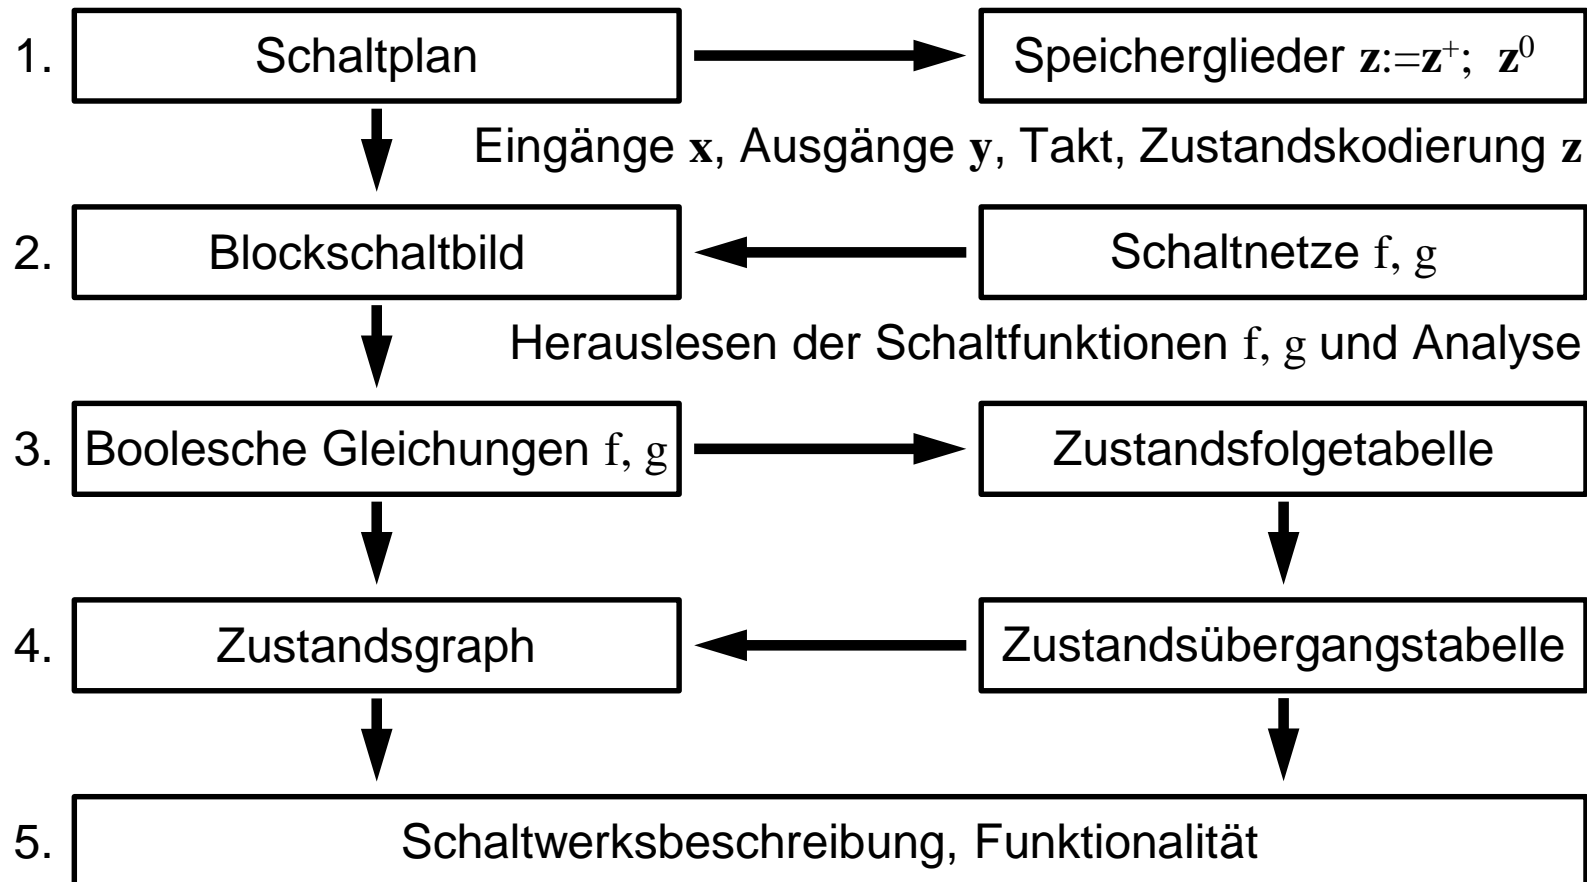 1. Schaltplan Speicherglieder z:=z⁺; z⁰
Eingänge x, Ausgänge y, Takt, Zustandskodierung z
2. Blockschaltbild Schaltnetze f, g
Herauslesen der Schaltfunktionen f, g und Analyse
3. Boolesche Gleichungen f, g Zustandsfolgetabelle
4. Zustandsgraph Zustandsübergangstabelle
5. Schaltwerksbeschreibung, Funktionalität